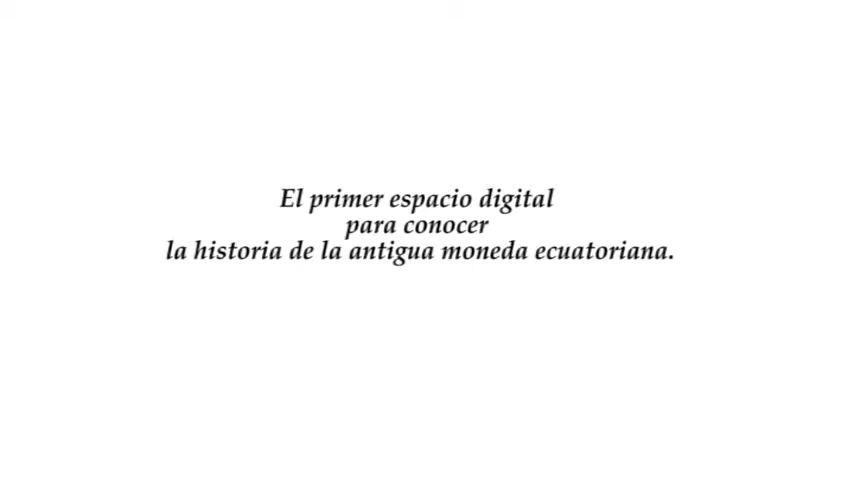 El primer espacio digital
para conocer
la historia de la antigua moneda ecuatoriana.